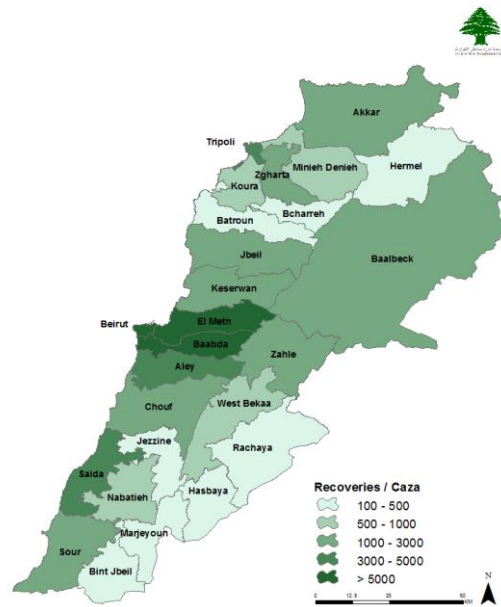 Akkar
Tripoli
Hermel
Minieh Denieh
Zgharta
Koura
Bcharreh
Batroun
Jbeil
Baalbeck
Keserwan
El Metn
Beirut
Baabda
Zahle
Aley
West Bekaa
Chouf
Jezzine
Rachaya
Saida
Nabatieh
Hasbaya
Marjeyoun
Sour
Bint Jbeil
Recoveries / Caza
100 - 500
500 - 1000
1000 - 3000
3000 - 5000
> 5000
N